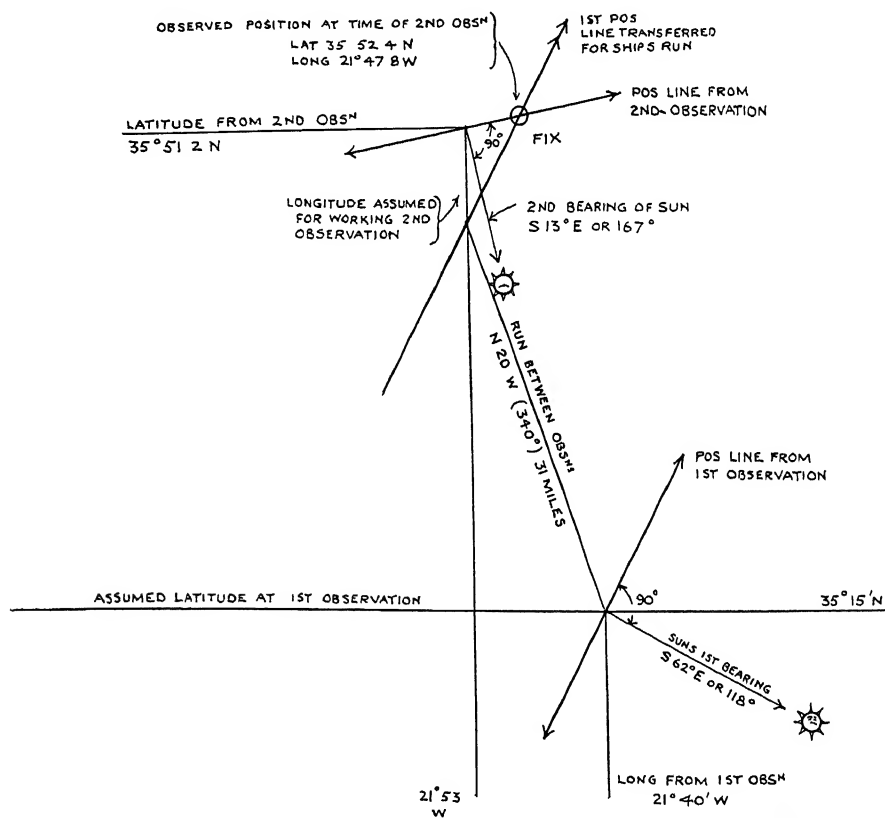 OBSERVED POSITION AT TIME OF 2ND OBSN
LAT 35 52 4 N
LONG 21°47 8 W
1ST POS
LINE TRANSFERRED
FOR SHIPS RUN
POS LINE FROM
2ND OBSERVATION
LATITUDE FROM 2ND OBSN
35°51 2 N
90°
FIX
LONGITUDE ASSUMED
FOR WORKING 2ND
OBSERVATION
2ND BEARING OF SUN
S 13°E OR 167°
RUN BETWEEN OBSNS
N 20 W (340°) 31 MILES
POS LINE FROM
1ST OBSERVATION
ASSUMED LATITUDE AT 1ST OBSERVATION
90°
35°15'N
SUNS 1ST BEARING
S 62°E OR 118°
21°53
W
LONG FROM 1ST OBSN
21°40'W